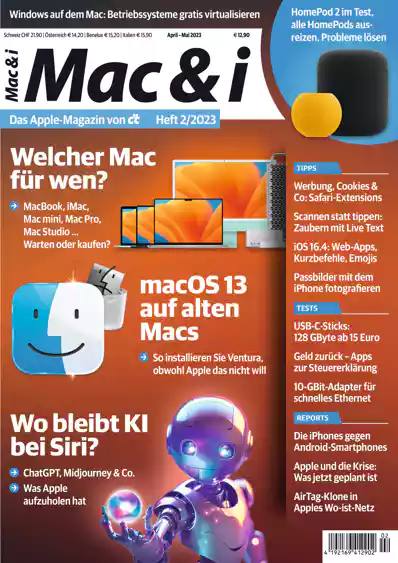 Windows auf dem Mac: Betriebssysteme gratis virtualisieren
Schweiz CHF 21.90 | Österreich € 14,20 | Benelux € 15,20 | Italien € 15,90
April – Mai 2023
€ 12,90
Mac & i
Mac & i
Das Apple-Magazin von c't
Heft 2/2023
HomePod 2 im Test,
alle HomePods aus-
reizen, Probleme lösen
Welcher Mac
für wen?
MacBook, iMac,
Mac mini, Mac Pro,
Mac Studio ...
Warten oder kaufen?
macOS 13
auf alten
Macs
So installieren Sie Ventura,
obwohl Apple das nicht will
Wo bleibt KI
bei Siri?
ChatGPT, Midjourney & Co.
Was Apple
aufzuholen hat
TIPPS
Werbung, Cookies &
Co: Safari-Extensions
Scannen statt tippen:
Zaubern mit Live Text
iOS 16.4: Web-Apps,
Kurzbefehle, Emojis
Passbilder mit dem
iPhone fotografieren
TESTS
USB-C-Sticks:
128 GByte ab 15 Euro
Geld zurück – Apps
zur Steuererklärung
10-GBit-Adapter für
schnelles Ethernet
REPORTS
Die iPhones gegen
Android-Smartphones
Apple und die Krise:
Was jetzt geplant ist
AirTag-Klone in
Apples Wo-ist-Netz
02
4 192169 412902
02